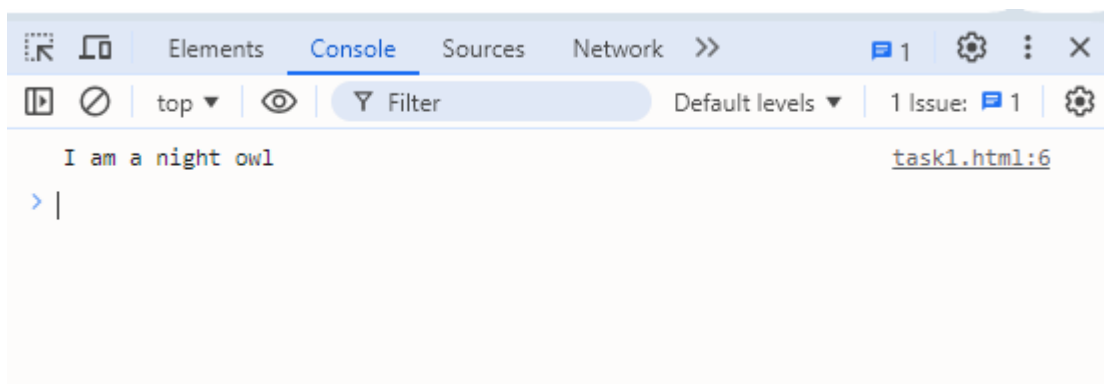 Elements Console Sources Network 1
top Filter Default levels 1 Issue: 1
I am a night owl task1.html:6